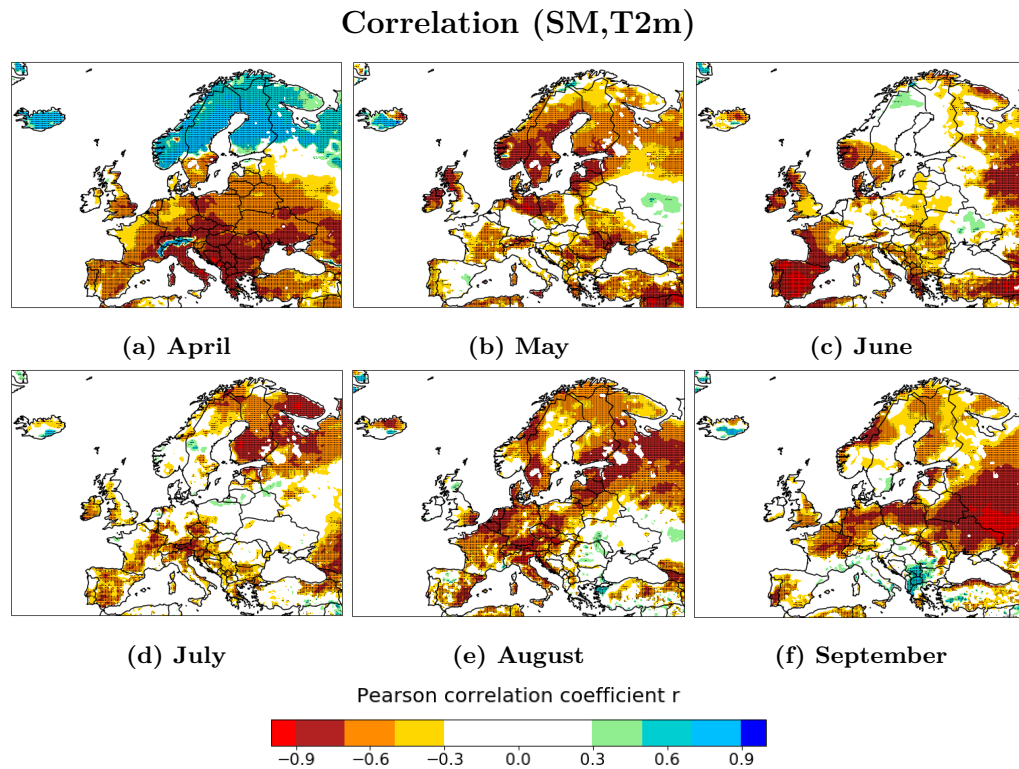 Correlation (SM,T2m)
(a) April
(b) May
(c) June
(d) July
(e) August
(f) September
Pearson correlation coefficient r
−0.9 −0.6 −0.3 0.0 0.3 0.6 0.9